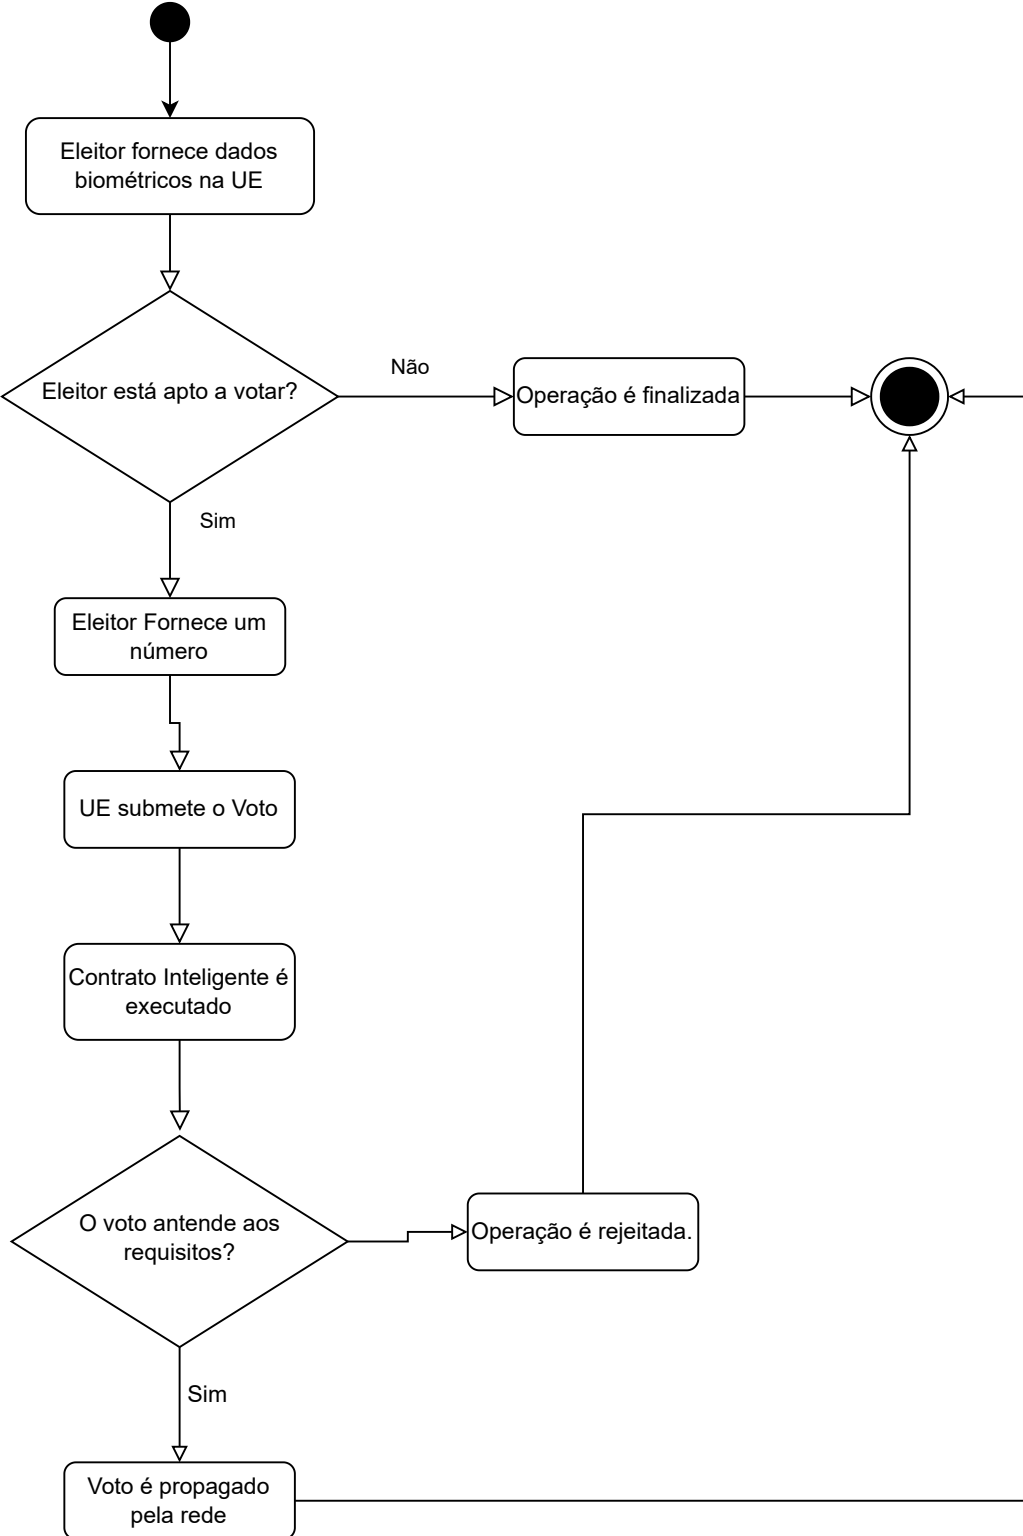 Eleitor fornece dados
biométricos na UE
Eleitor está apto a votar?
Não
Operação é finalizada
Sim
Eleitor Fornece um
número
UE submete o Voto
Contrato Inteligente é
executado
O voto antende aos
requisitos?
Operação é rejeitada.
Sim
Voto é propagado
pela rede